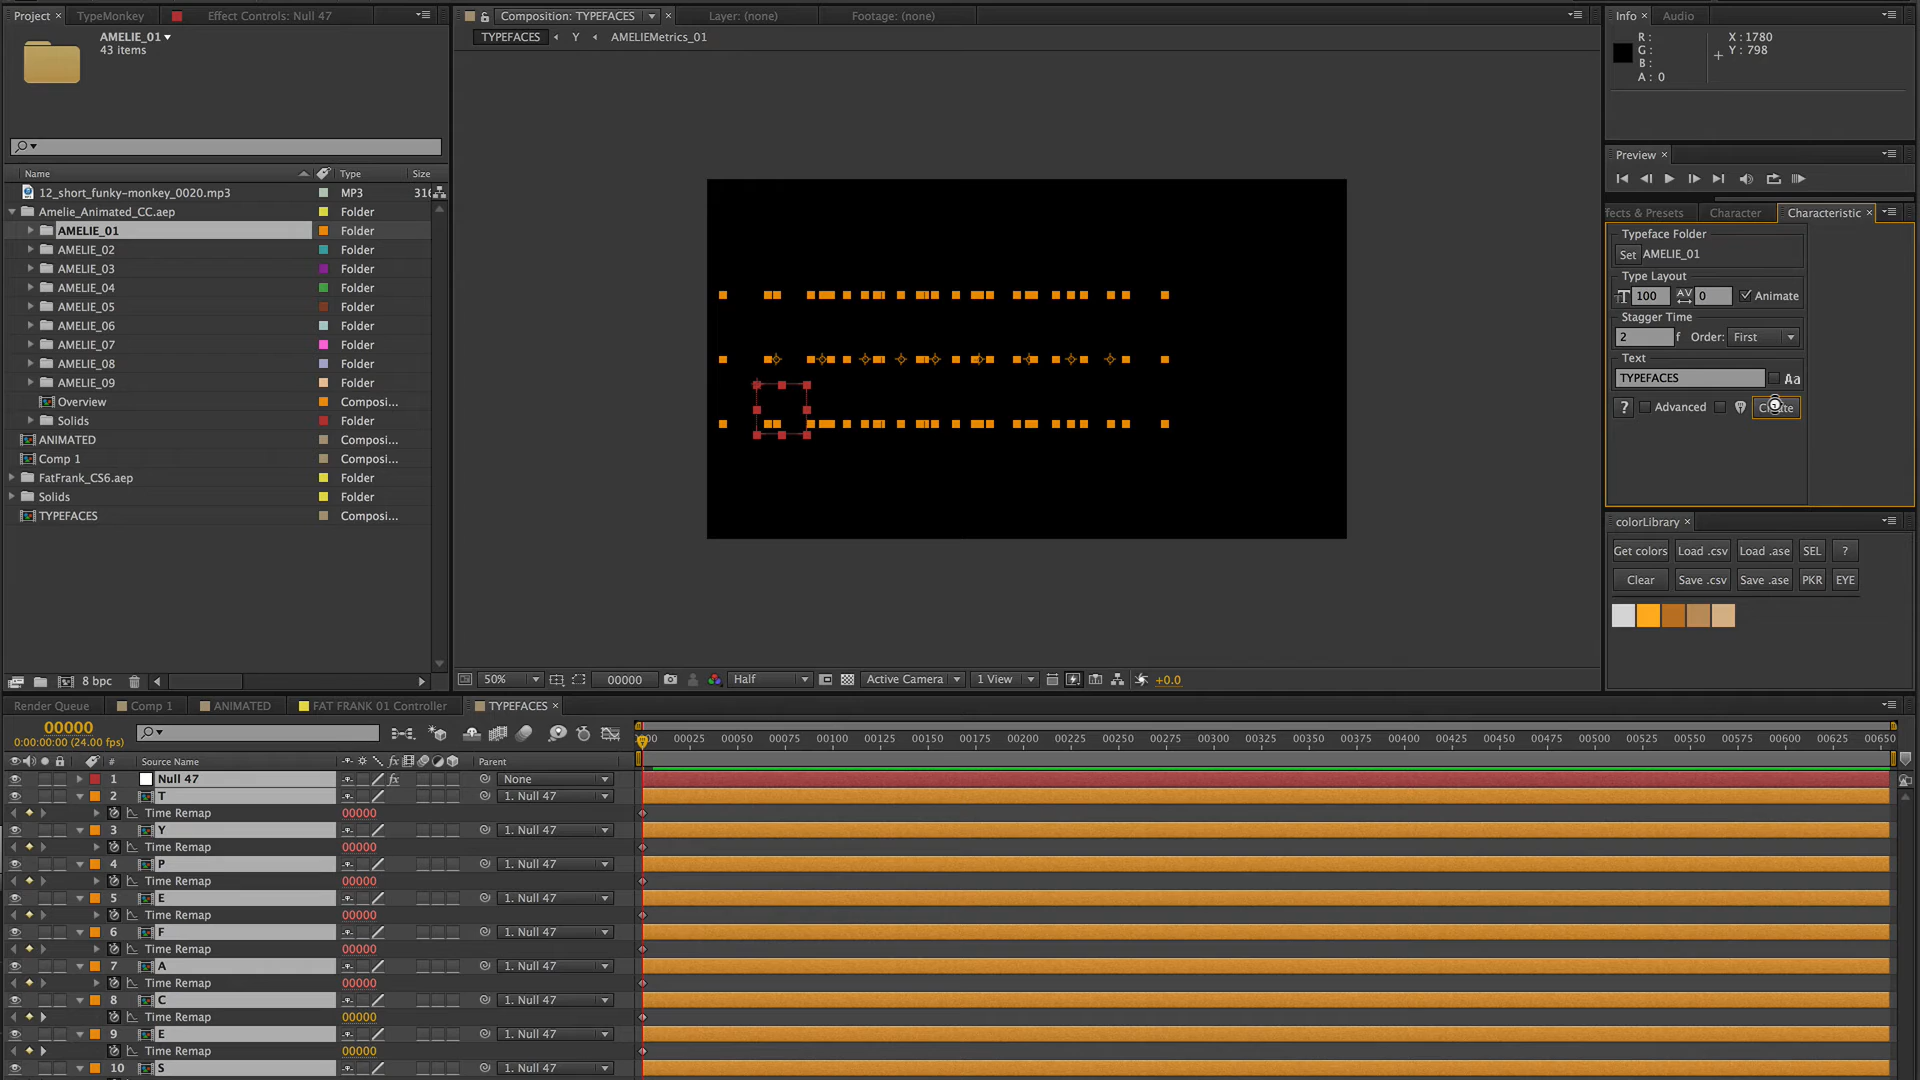 Project
TypeMonkey
Effect Controls: Null 47
Composition: TYPEFACES
Layer: (none)
Footage: (none)
Info
Audio
AMELIE_01
43 items
TYPEFACES
Y
AMELIEMetrics_01
R :
G :
B :
A : 0
X : 1780
Y : 798
Preview
Name
Type
Size
12_short_funky-monkey_0020.mp3
MP3
316
Amelie_Animated_CC.aep
Folder
AMELIE_01
Folder
AMELIE_02
Folder
AMELIE_03
Folder
AMELIE_04
Folder
AMELIE_05
Folder
AMELIE_06
Folder
AMELIE_07
Folder
AMELIE_08
Folder
AMELIE_09
Folder
Overview
Composi...
Solids
Folder
ANIMATED
Composi...
Comp 1
Composi...
FatFrank_CS6.aep
Folder
Solids
Folder
TYPEFACES
Composi...
ffects & Presets
Character
Characteristic
Typeface Folder
Set
AMELIE_01
Type Layout
100
AV
0
Animate
Stagger Time
2
f
Order:
First
Text
TYPEFACES
Aa
?
Advanced
colorLibrary
Get colors
Load .csv
Load .ase
SEL
?
Clear
Save .csv
Save .ase
PKR
EYE
8 bpc
50%
00000
Half
Active Camera
1 View
+0.0
Render Queue
Comp 1
ANIMATED
FAT FRANK 01 Controller
TYPEFACES
00000
0:00:00:00 (24.00 fps)
00025
00050
00075
00100
00125
00150
00175
00200
00225
00250
00275
00300
00325
00350
00375
00400
00425
00450
00475
00500
00525
00550
00575
00600
00625
00650
#
Source Name
fx
Parent
1
Null 47
fx
None
2
T
1. Null 47
Time Remap
00000
3
Y
1. Null 47
Time Remap
00000
4
P
1. Null 47
Time Remap
00000
5
E
1. Null 47
Time Remap
00000
6
F
1. Null 47
Time Remap
00000
7
A
1. Null 47
Time Remap
00000
8
C
1. Null 47
Time Remap
00000
9
E
1. Null 47
Time Remap
00000
10
S
1. Null 47